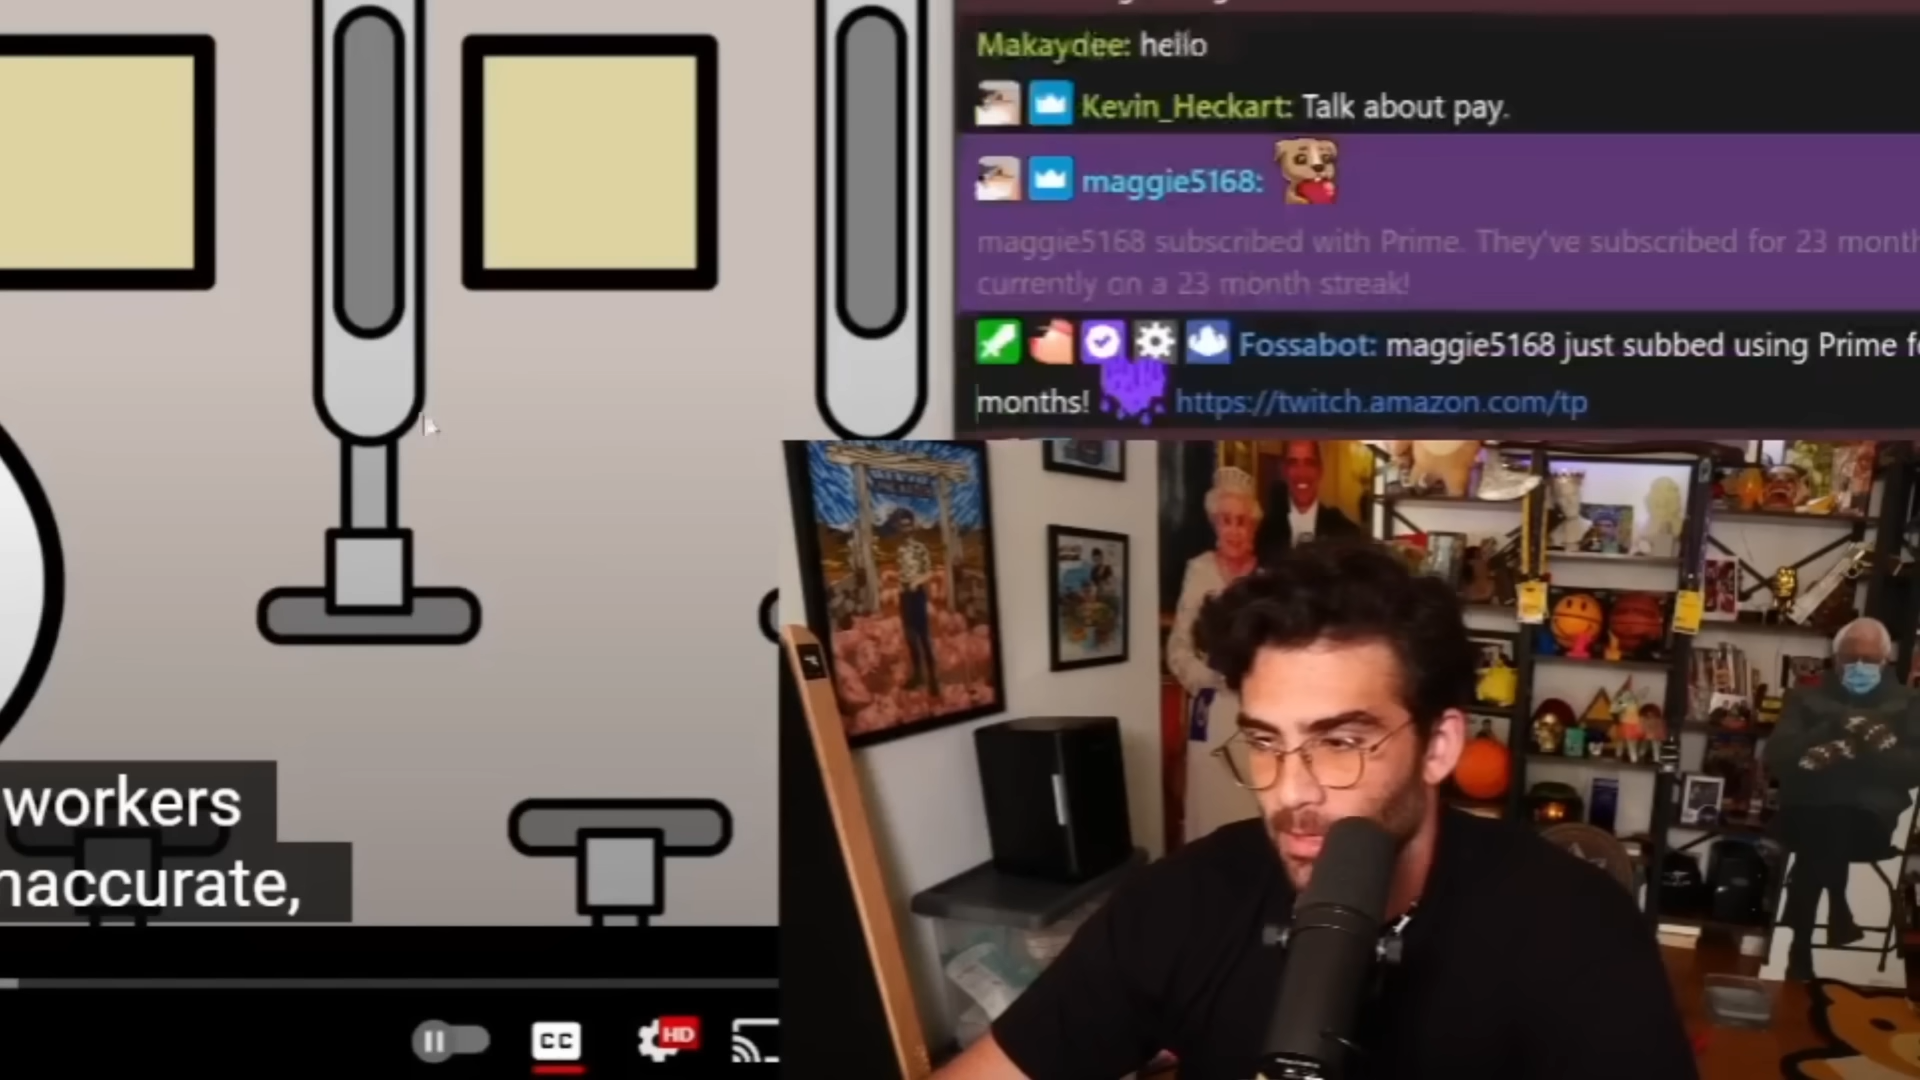 Makaydee: hello
Kevin_Heckart: Talk about pay.
maggie5168:
maggie5168 subscribed with Prime. They've subscribed for 23 month
currently on a 23 month streak!
Fossabot: maggie5168 just subbed using Prime f
months! https://twitch.amazon.com/tp
workers
naccurate,
CC
HD